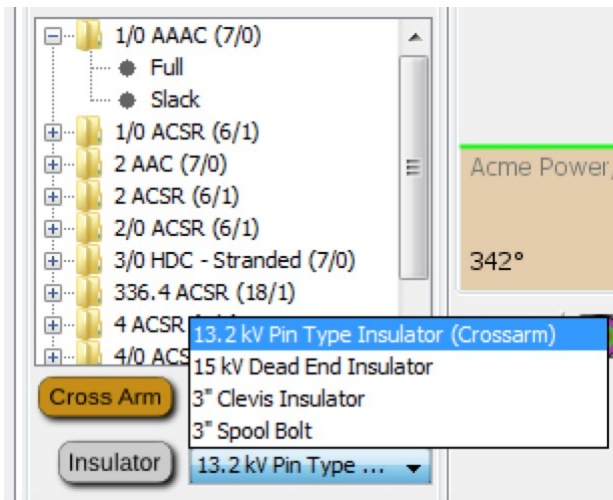 1/0 AAAC (7/0)
Full
Slack
1/0 ACSR (6/1)
2 AAC (7/0)
2 ACSR (6/1)
2/0 ACSR (6/1)
3/0 HDC - Stranded (7/0)
336.4 ACSR (18/1)
4 ACSR
4/0 ACS
Acme Power,
342°
13.2 kV Pin Type Insulator (Crossarm)
15 kV Dead End Insulator
3" Clevis Insulator
3" Spool Bolt
Cross Arm
Insulator
13.2 kV Pin Type ...